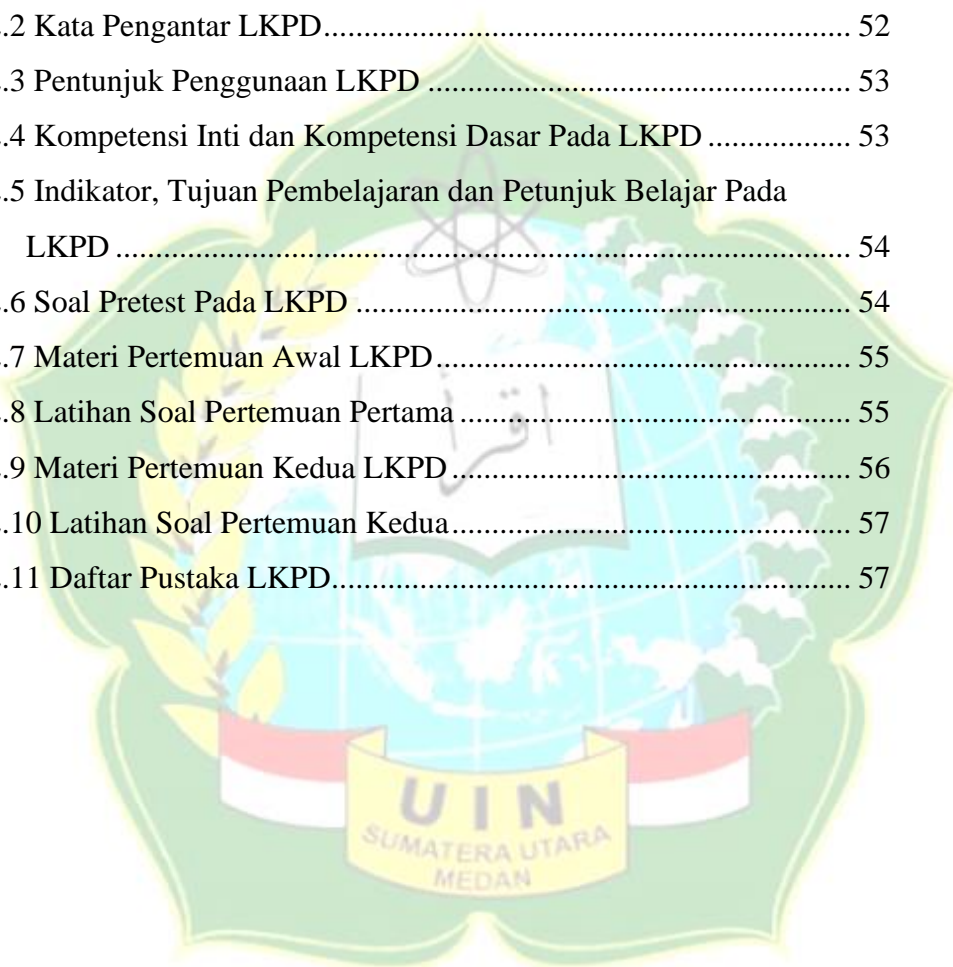 .2 Kata Pengantar LKPD.................................................................... 52
.3 Pentunjuk Penggunaan LKPD ...................................................... 53
.4 Kompetensi Inti dan Kompetensi Dasar Pada LKPD .................. 53
.5 Indikator, Tujuan Pembelajaran dan Petunjuk Belajar Pada
LKPD .............................................................................................. 54
.6 Soal Pretest Pada LKPD ................................................................ 54
.7 Materi Pertemuan Awal LKPD..................................................... 55
.8 Latihan Soal Pertemuan Pertama .................................................. 55
.9 Materi Pertemuan Kedua LKPD ................................................... 56
.10 Latihan Soal Pertemuan Kedua ................................................... 57
.11 Daftar Pustaka LKPD.................................................................. 57
اقرأ
UIN
SUMATERA UTARA
MEDAN